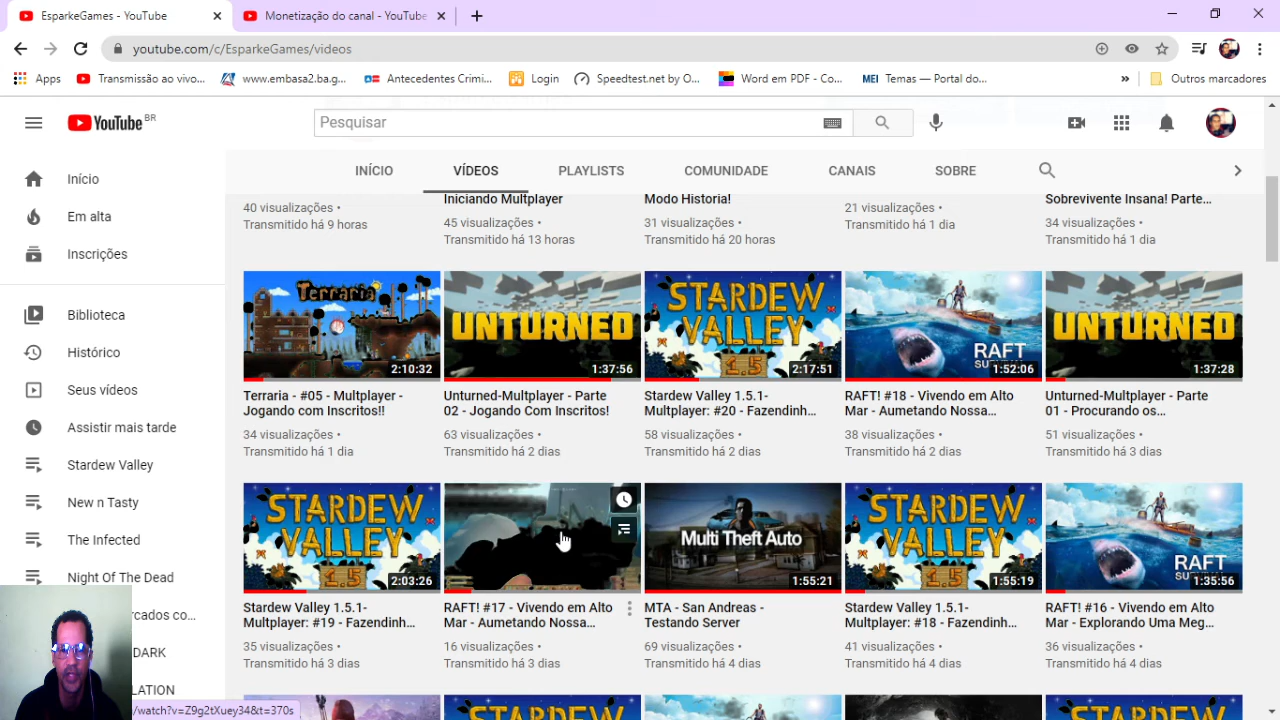 EsparkeGames - YouTube
Monetização do canal - YouTube
youtube.com/c/EsparkeGames/videos
Apps
Transmissão ao vivo...
www.embasa2.ba.g...
Antecedentes Crimi...
Login
Speedtest.net by O...
Word em PDF - Co...
MEI Temas — Portal do...
»
Outros marcadores
YouTube BR
Pesquisar
INÍCIO
VÍDEOS
PLAYLISTS
COMUNIDADE
CANAIS
SOBRE
Início
Em alta
Inscrições
Biblioteca
Histórico
Seus vídeos
Assistir mais tarde
Stardew Valley
New n Tasty
The Infected
Night Of The Dead
rcados co...
DARK
LATION
/watch?v=Z9g2tXuey34&t=370s
40 visualizações •
Transmitido há 9 horas
Iniciando Multplayer
45 visualizações •
Transmitido há 13 horas
Modo Historia!
31 visualizações •
Transmitido há 20 horas
21 visualizações •
Transmitido há 1 dia
Sobrevivente Insana! Parte...
34 visualizações •
Transmitido há 1 dia
Terraria
2:10:32
Terraria - #05 - Multplayer -
Jogando com Inscritos!!
34 visualizações •
Transmitido há 1 dia
UNTURNED
1:37:56
Unturned-Multplayer - Parte
02 - Jogando Com Inscritos!
63 visualizações •
Transmitido há 2 dias
STARDEW
VALLEY
1.5
2:17:51
Stardew Valley 1.5.1-
Multplayer: #20 - Fazendinh...
58 visualizações •
Transmitido há 2 dias
RAFT
SURVIVAL
1:52:06
RAFT! #18 - Vivendo em Alto
Mar - Aumetando Nossa...
38 visualizações •
Transmitido há 2 dias
UNTURNED
1:37:28
Unturned-Multplayer - Parte
01 - Procurando os...
51 visualizações •
Transmitido há 3 dias
STARDEW
VALLEY
1.5
2:03:26
Stardew Valley 1.5.1-
Multplayer: #19 - Fazendinh...
35 visualizações •
Transmitido há 3 dias
RAFT! #17 - Vivendo em Alto
Mar - Aumetando Nossa...
16 visualizações •
Transmitido há 3 dias
Multi Theft Auto
1:55:21
MTA - San Andreas -
Testando Server
69 visualizações •
Transmitido há 4 dias
STARDEW
VALLEY
1.5
1:55:19
Stardew Valley 1.5.1-
Multplayer: #18 - Fazendinh...
41 visualizações •
Transmitido há 4 dias
RAFT
SURVIVAL
1:35:56
RAFT! #16 - Vivendo em Alto
Mar - Explorando Uma Meg...
36 visualizações •
Transmitido há 4 dias